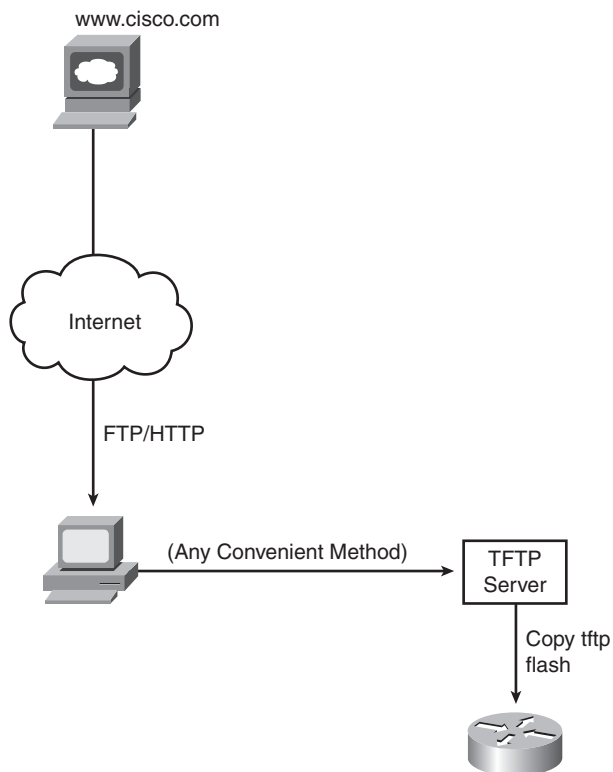 www.cisco.com
Internet
FTP/HTTP
(Any Convenient Method)
TFTP
Server
Copy tftp
flash